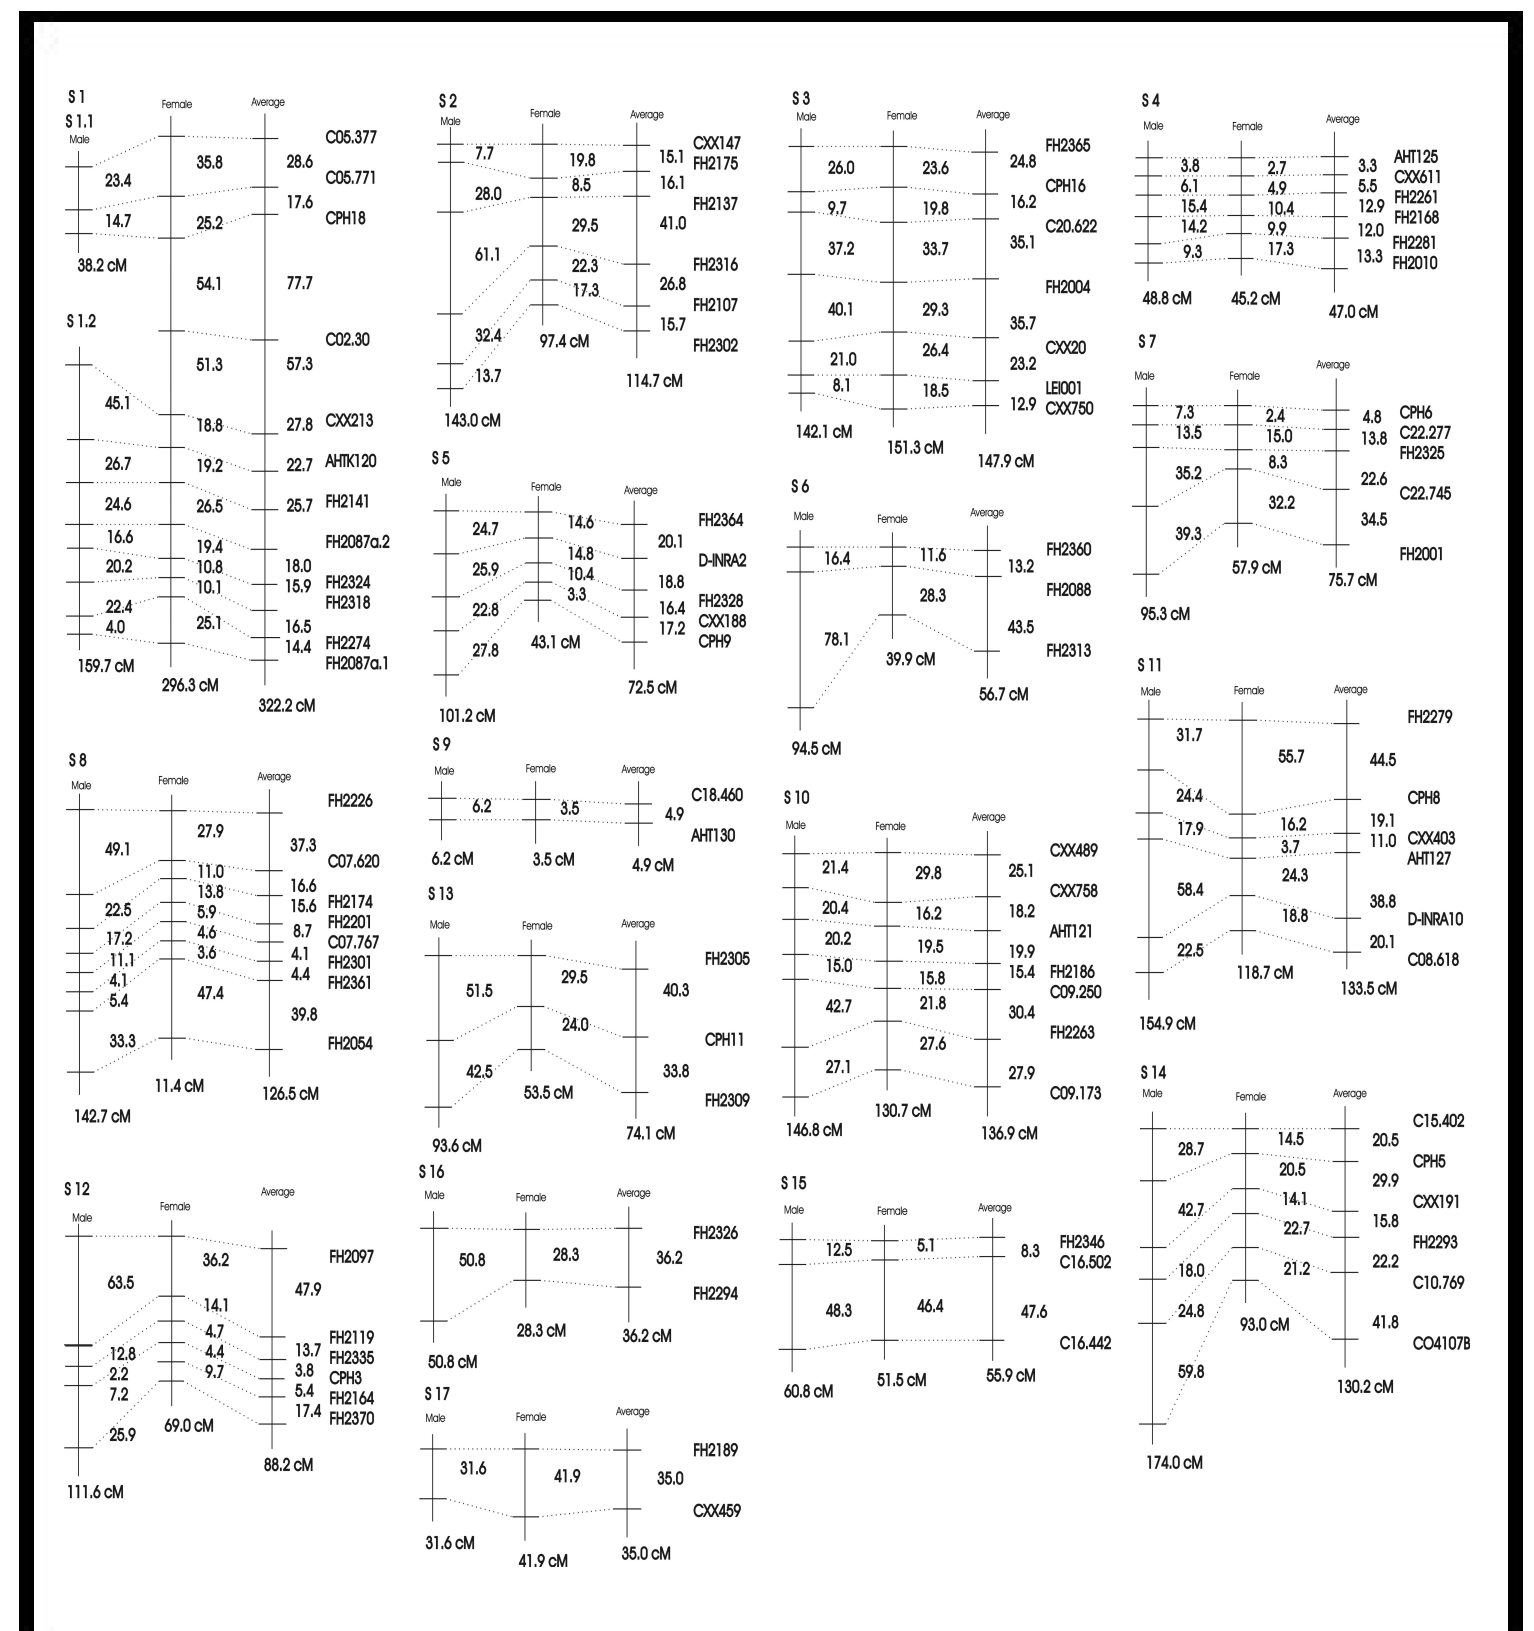 S 1
S 1.1
Male
Female
Average
C05.377
35.8
28.6
23.4
C05.771
17.6
14.7
25.2
CPH18
38.2 cM
54.1
77.7
S 1.2
C02.30
51.3
57.3
45.1
18.8
27.8
CXX213
26.7
19.2
22.7
AHTK120
24.6
26.5
25.7
FH2141
16.6
19.4
FH2087a.2
20.2
10.8
18.0
10.1
15.9
FH2324
22.4
FH2318
4.0
25.1
16.5
14.4
FH2274
FH2087a.1
159.7 cM
296.3 cM
322.2 cM
S 2
Male
Female
Average
CXX147
7.7
19.8
15.1
FH2175
28.0
8.5
16.1
FH2137
29.5
41.0
61.1
22.3
FH2316
17.3
26.8
FH2107
32.4
15.7
97.4 cM
FH2302
13.7
114.7 cM
143.0 cM
S 3
Male
Female
Average
FH2365
26.0
23.6
24.8
CPH16
9.7
19.8
16.2
C20.622
37.2
33.7
35.1
FH2004
40.1
29.3
35.7
21.0
26.4
CXX20
23.2
8.1
18.5
LEI001
12.9
CXX750
142.1 cM
151.3 cM
147.9 cM
S 4
Male
Female
Average
AHT125
3.8
2.7
3.3
CXX611
6.1
4.9
5.5
FH2261
15.4
10.4
12.9
FH2168
14.2
9.9
12.0
FH2281
9.3
17.3
13.3
FH2010
48.8 cM
45.2 cM
47.0 cM
S 7
Male
Female
Average
7.3
2.4
4.8
CPH6
13.5
15.0
13.8
C22.277
FH2325
35.2
8.3
22.6
C22.745
32.2
34.5
39.3
FH2001
57.9 cM
75.7 cM
95.3 cM
S 5
Male
Female
Average
24.7
14.6
FH2364
20.1
14.8
D-INRA2
25.9
10.4
18.8
3.3
FH2328
22.8
16.4
CXX188
17.2
27.8
43.1 cM
CPH9
72.5 cM
101.2 cM
S 6
Male
Female
Average
16.4
11.6
FH2360
13.2
28.3
FH2088
78.1
43.5
FH2313
39.9 cM
56.7 cM
94.5 cM
S 11
Male
Female
Average
FH2279
31.7
55.7
44.5
24.4
CPH8
17.9
16.2
19.1
3.7
11.0
CXX403
AHT127
58.4
24.3
38.8
18.8
D-INRA10
22.5
20.1
C08.618
118.7 cM
133.5 cM
154.9 cM
S 8
Male
Female
Average
FH2226
27.9
49.1
37.3
C07.620
11.0
16.6
13.8
15.6
FH2174
22.5
5.9
FH2201
17.2
4.6
8.7
C07.767
11.1
3.6
4.1
FH2301
4.1
4.4
FH2361
5.4
47.4
39.8
33.3
FH2054
11.4 cM
126.5 cM
142.7 cM
S 9
Male
Female
Average
6.2
3.5
C18.460
4.9
AHT130
6.2 cM
3.5 cM
4.9 cM
S 13
Male
Female
Average
FH2305
51.5
29.5
40.3
24.0
CPH11
42.5
33.8
53.5 cM
FH2309
93.6 cM
74.1 cM
S 10
Male
Female
Average
CXX489
21.4
29.8
25.1
CXX758
20.4
16.2
18.2
AHT121
20.2
19.5
19.9
15.0
15.8
15.4
FH2186
C09.250
42.7
21.8
30.4
27.6
FH2263
27.1
27.9
C09.173
130.7 cM
146.8 cM
136.9 cM
S 14
Male
Female
Average
C15.402
28.7
14.5
20.5
CPH5
20.5
29.9
42.7
14.1
CXX191
22.7
15.8
FH2293
18.0
21.2
22.2
C10.769
24.8
93.0 cM
41.8
CO4107B
59.8
130.2 cM
174.0 cM
S 12
Male
Female
Average
36.2
FH2097
63.5
47.9
14.1
4.7
FH2119
12.8
4.4
13.7
FH2335
2.2
9.7
3.8
CPH3
7.2
5.4
FH2164
17.4
FH2370
25.9
69.0 cM
88.2 cM
111.6 cM
S 16
Male
Female
Average
FH2326
50.8
28.3
36.2
FH2294
28.3 cM
36.2 cM
50.8 cM
S 17
Male
Female
Average
FH2189
31.6
41.9
35.0
CXX459
31.6 cM
41.9 cM
35.0 cM
S 15
Male
Female
Average
12.5
5.1
8.3
FH2346
C16.502
48.3
46.4
47.6
C16.442
60.8 cM
51.5 cM
55.9 cM